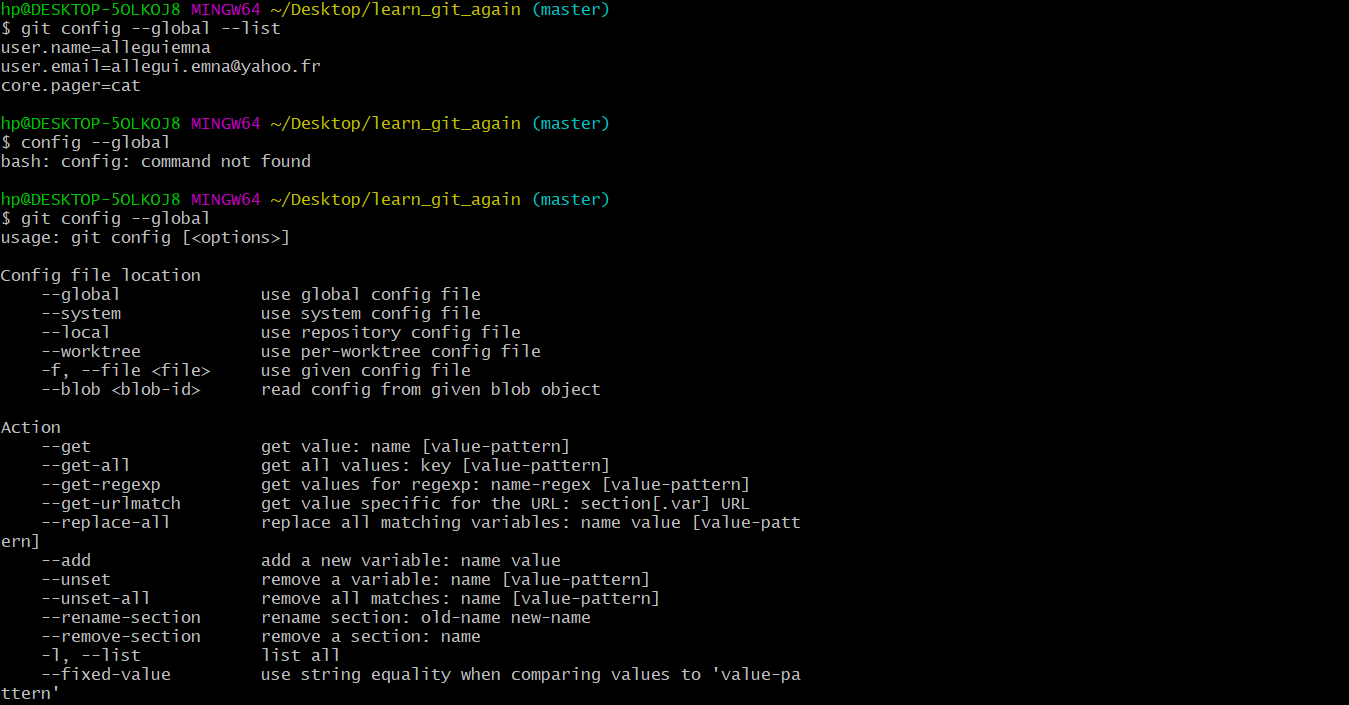 hp@DESKTOP-5OLKOJ8 MINGW64 ~/Desktop/learn_git_again (master)
$ git config --global --list
user.name=alleguiemna
user.email=allegui.emna@yahoo.fr
core.pager=cat

hp@DESKTOP-5OLKOJ8 MINGW64 ~/Desktop/learn_git_again (master)
$ config --global
bash: config: command not found

hp@DESKTOP-5OLKOJ8 MINGW64 ~/Desktop/learn_git_again (master)
$ git config --global
usage: git config [<options>]

Config file location
    --global              use global config file
    --system              use system config file
    --local               use repository config file
    --worktree            use per-worktree config file
    -f, --file <file>     use given config file
    --blob <blob-id>      read config from given blob object

Action
    --get                 get value: name [value-pattern]
    --get-all             get all values: key [value-pattern]
    --get-regexp          get values for regexp: name-regex [value-pattern]
    --get-urlmatch        get value specific for the URL: section[.var] URL
    --replace-all         replace all matching variables: name value [value-patt
ern]
    --add                 add a new variable: name value
    --unset               remove a variable: name [value-pattern]
    --unset-all           remove all matches: name [value-pattern]
    --rename-section      rename section: old-name new-name
    --remove-section      remove a section: name
    -l, --list            list all
    --fixed-value         use string equality when comparing values to 'value-pa
ttern'